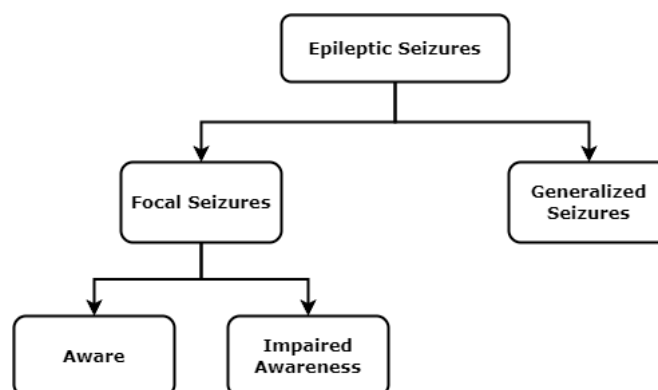 Epileptic Seizures
Focal Seizures
Generalized
Seizures
Aware
Impaired
Awareness